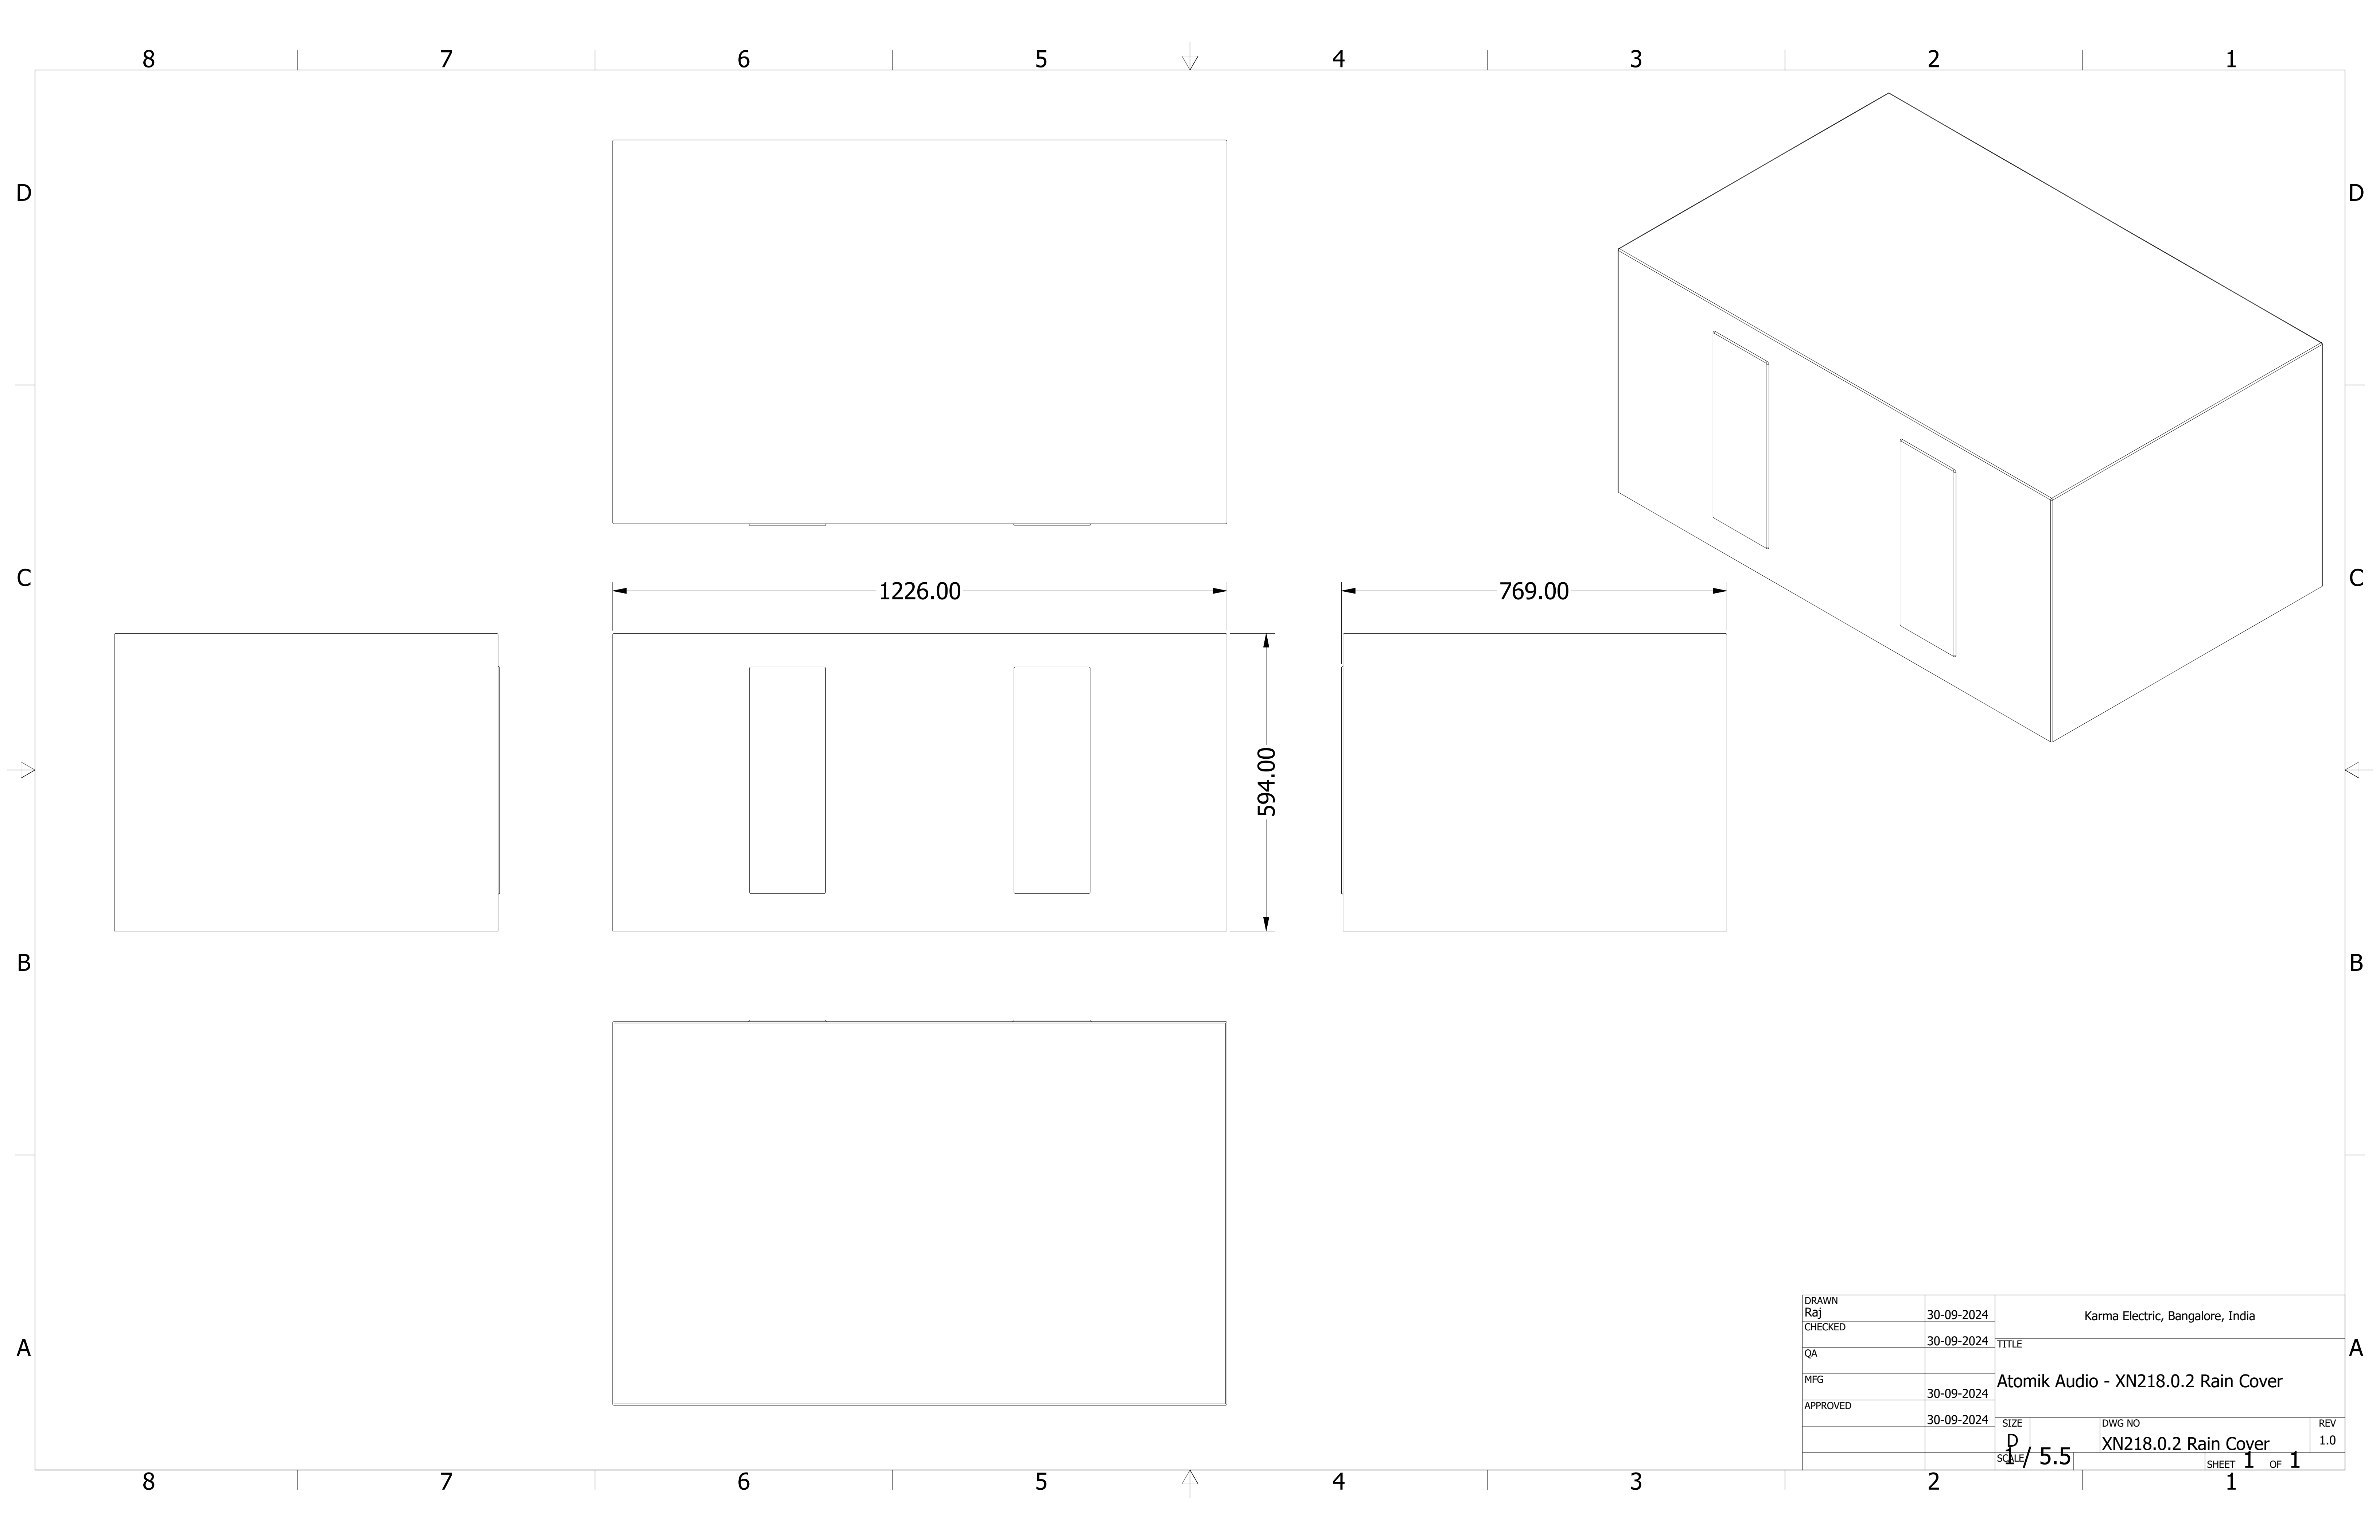 8 7 6 5 4 3 2 1
D D
1226.00 769.00
C C
594.00
B B
DRAWN
Raj 30-09-2024
Karma Electric, Bangalore, India
CHECKED
30-09-2024
TITLE
A A
QA
MFG
30-09-2024
Atomik Audio - XN218.0.2 Rain Cover
APPROVED
30-09-2024
SIZE DWG NO REV
D XN218.0.2 Rain Cover 1.0
SCALE 1 / 5.5 SHEET 1 OF 1
8 7 6 5 4 3 2 1